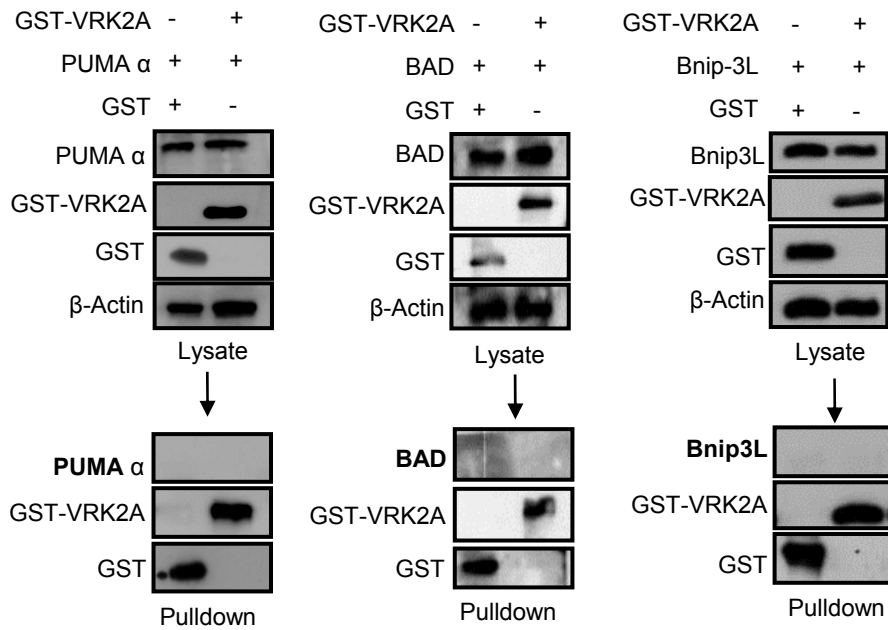 GST-VRK2A - +
PUMA α + +
GST + -
PUMA α
GST-VRK2A
GST
β-Actin
Lysate
PUMA α
GST-VRK2A
GST
Pulldown
GST-VRK2A - +
BAD + +
GST + -
BAD
GST-VRK2A
GST
β-Actin
Lysate
BAD
GST-VRK2A
GST
Pulldown
GST-VRK2A - +
Bnip-3L + +
GST + -
Bnip3L
GST-VRK2A
GST
β-Actin
Lysate
Bnip3L
GST-VRK2A
GST
Pulldown